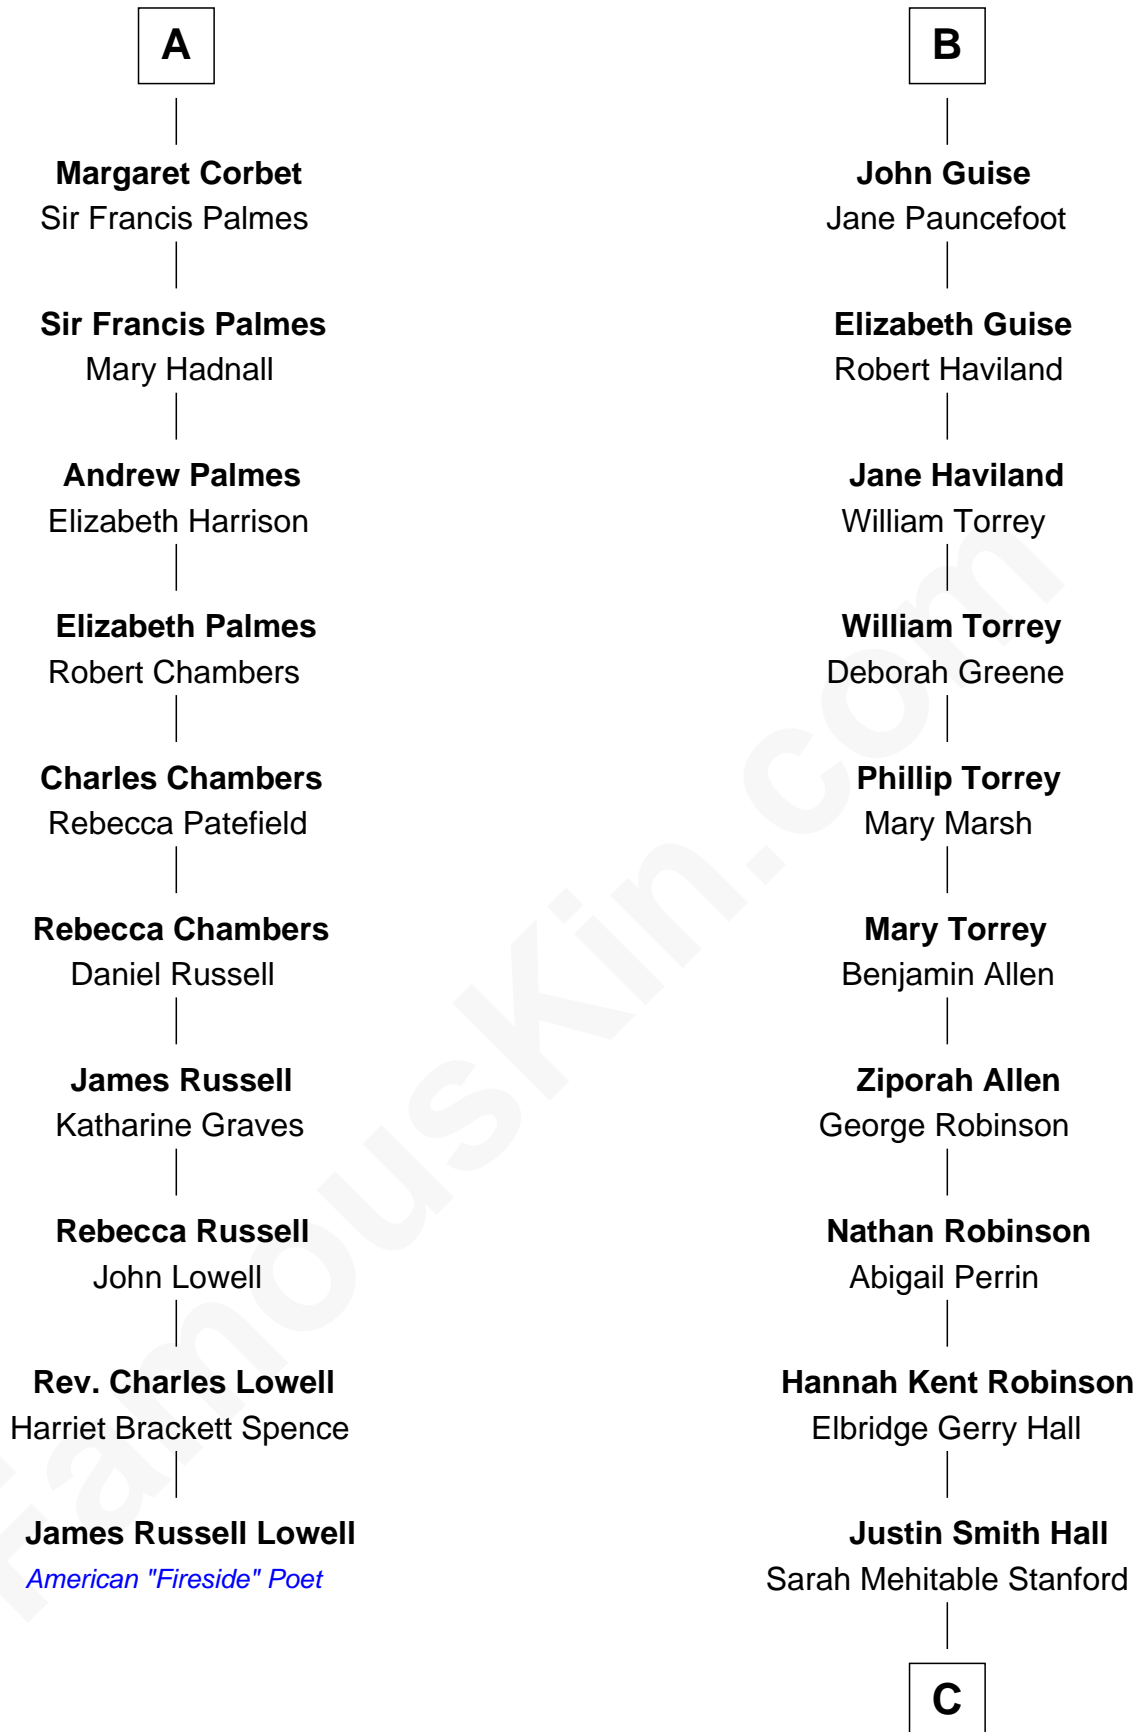 A
Margaret Corbet
Sir Francis Palmes
Sir Francis Palmes
Mary Hadnall
Andrew Palmes
Elizabeth Harrison
Elizabeth Palmes
Robert Chambers
Charles Chambers
Rebecca Patefield
Rebecca Chambers
Daniel Russell
James Russell
Katharine Graves
Rebecca Russell
John Lowell
Rev. Charles Lowell
Harriet Brackett Spence
James Russell Lowell
American "Fireside" Poet
B
John Guise
Jane Pauncefoot
Elizabeth Guise
Robert Haviland
Jane Haviland
William Torrey
William Torrey
Deborah Greene
Phillip Torrey
Mary Marsh
Mary Torrey
Benjamin Allen
Ziporah Allen
George Robinson
Nathan Robinson
Abigail Perrin
Hannah Kent Robinson
Elbridge Gerry Hall
Justin Smith Hall
Sarah Mehitable Stanford
C
FamousKin.com